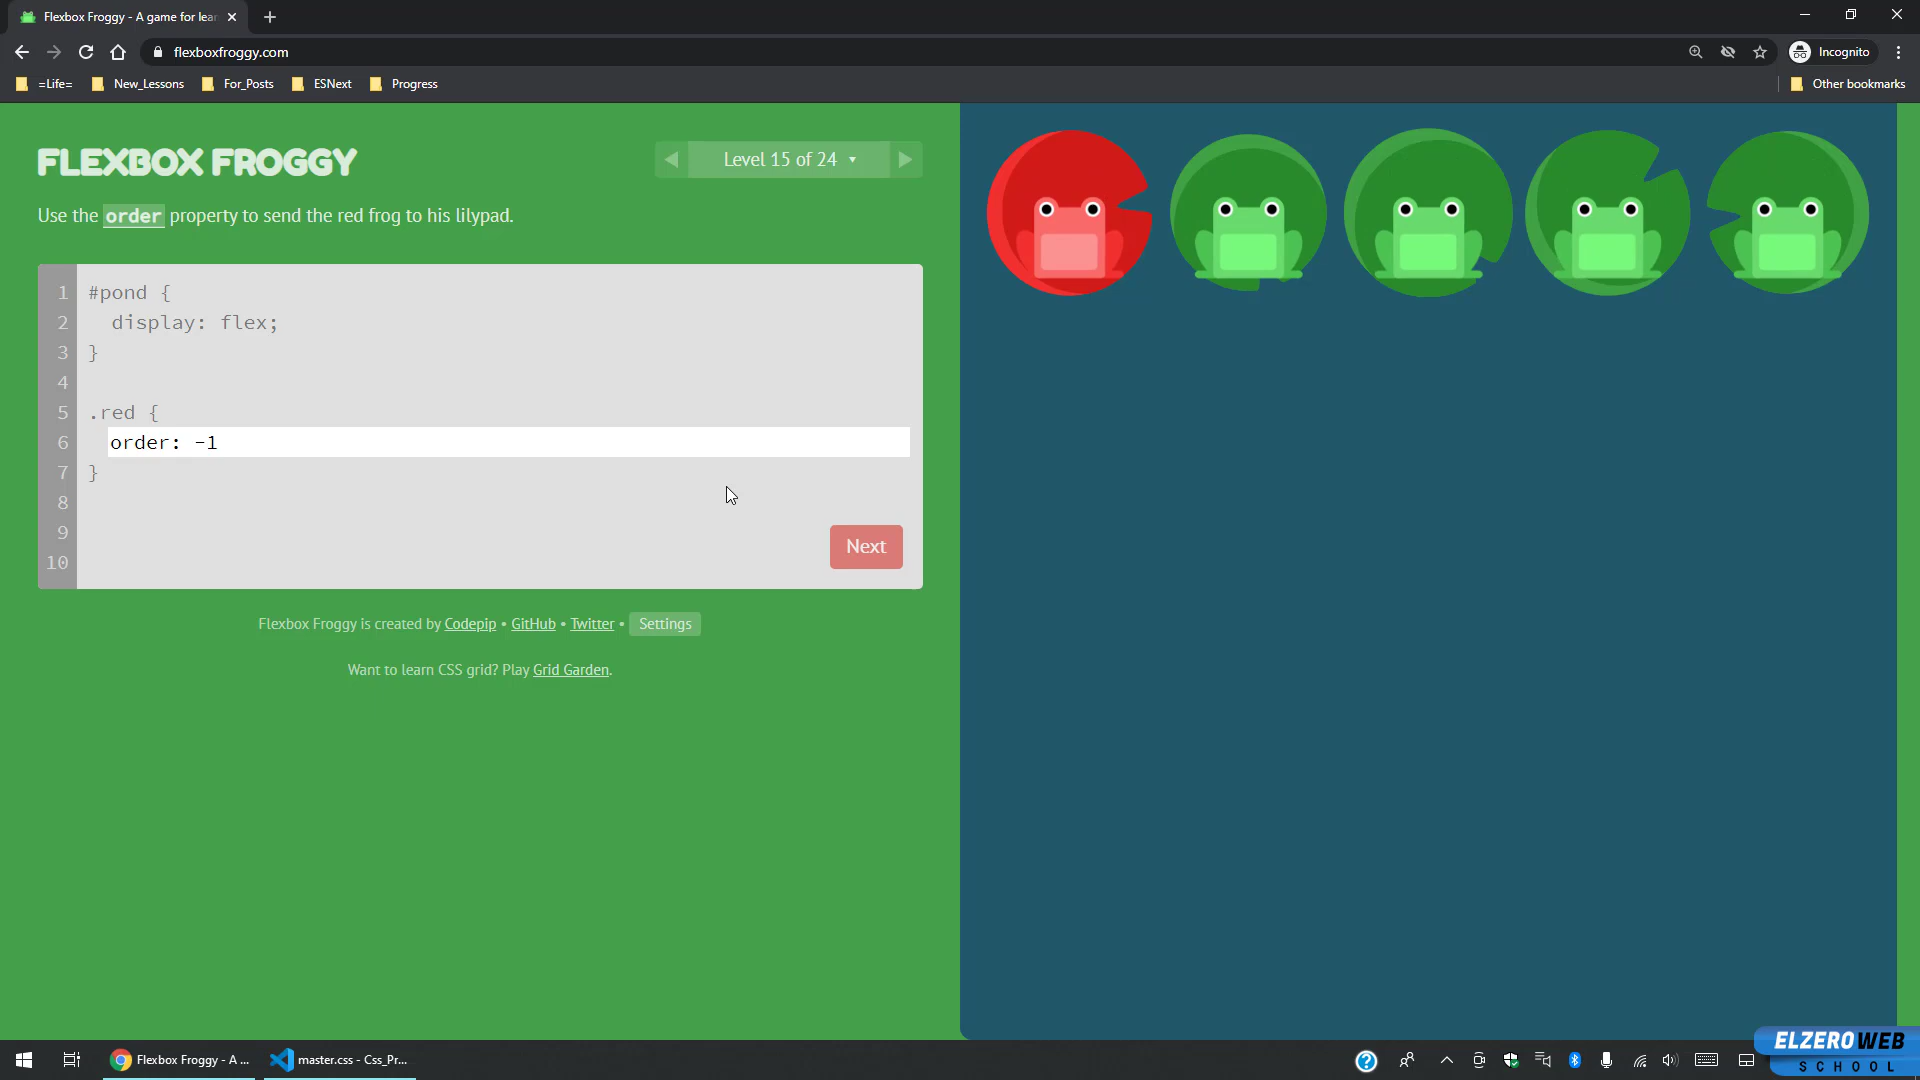 Flexbox Froggy - A game for lear
flexboxfroggy.com
Incognito
=Life=
New_Lessons
For_Posts
ESNext
Progress
Other bookmarks
FLEXBOX FROGGY
Level 15 of 24
Use the order property to send the red frog to his lilypad.
1 #pond {
2 display: flex;
3 }
4
5 .red {
6 order: -1
7 }
8
9
10
Next
Flexbox Froggy is created by Codepip • GitHub • Twitter • Settings
Want to learn CSS grid? Play Grid Garden.
Flexbox Froggy - A ...
master.css - Css_Pr...
ELZEROWEB
SCHOOL